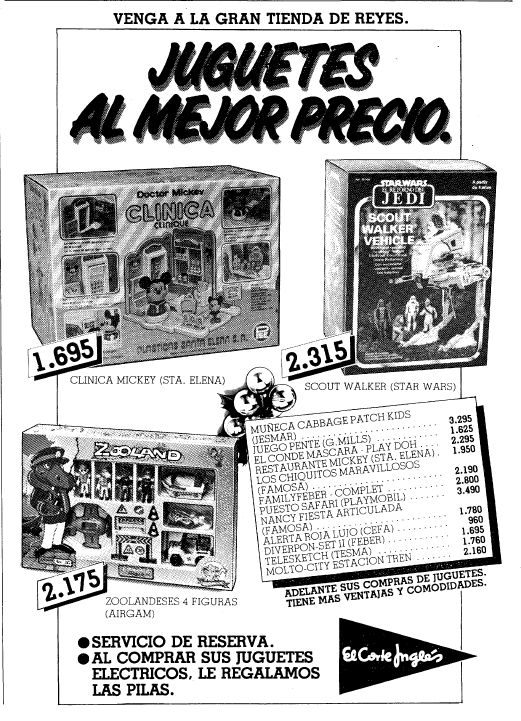 VENGA A LA GRAN TIENDA DE REYES.
JUGUETES
AL MEJOR PRECIO.
Doctor Mickey
CLINICA
CLINIQUE
PLASTICOS SANTA ELENA S.A.
1.695
CLINICA MICKEY (STA. ELENA)
STAR WARS
EL RETORNO DEL
JEDI
SCOUT
WALKER
VEHICLE
2.315
SCOUT WALKER (STAR WARS)
ZOOLAND
2.175
ZOOLANDESES 4 FIGURAS
(AIRGAM)
MUÑECA CABBAGE PATCH KIDS
(JESMAR) 3.295
JUEGO PENTE (G.MILLS) 1.625
EL CONDE MASCARA - PLAY DOH 2.295
RESTAURANTE MICKEY (STA. ELENA) 1.950
LOS CHIQUITOS MARAVILLOSOS
(FAMOSA) 2.190
FAMILYFEBER - COMPLET 2.800
PUESTO SAFARI (PLAYMOBIL) 3.490
NANCY FIESTA ARTICULADA
(FAMOSA) 1.780
ALERTA ROJA LUJO (CEFA) 960
DIVERPON-SET II (FEBER) 1.695
TELESKETCH (TESMA) 1.760
MOLTO-CITY ESTACION TREN 2.160
ADELANTE SUS COMPRAS DE JUGUETES.
TIENE MAS VENTAJAS Y COMODIDADES.
● SERVICIO DE RESERVA.
● AL COMPRAR SUS JUGUETES
ELECTRICOS, LE REGALAMOS
LAS PILAS.
El Corte Inglés